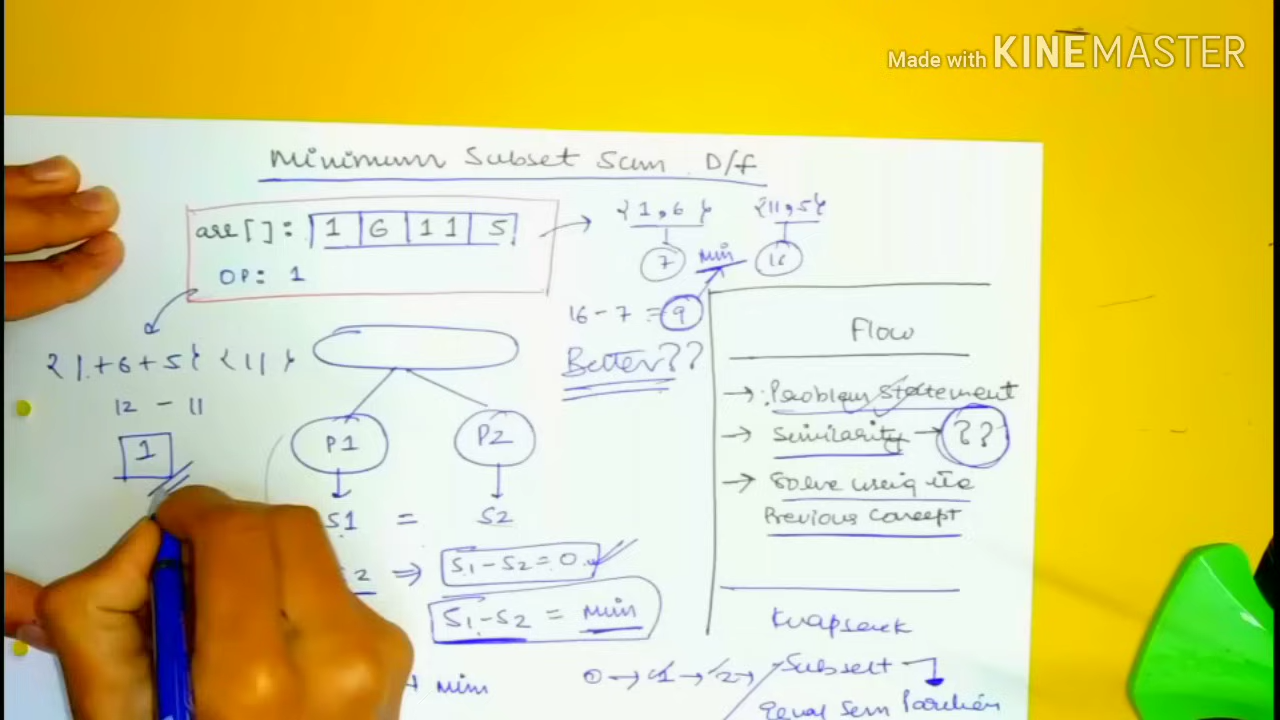 Made with KINEMASTER
Minimum Subset Sum Diff
arr[]: 1 6 11 5
OP: 1
{1,6} {11,5}
7 Min 16
16 - 7 = 9
Better??
{1+6+5} {11}
12 - 11
1
P1 P2
S1 = S2
S2 ⇒ S1-S2=0
S1-S2 = Min
Min
Flow
→ Problem statement
→ Similarity → ??
→ Solve using the
Previous Concept
Knapsack
0 → 1 → 2 → Subset
Equal Sum Partition